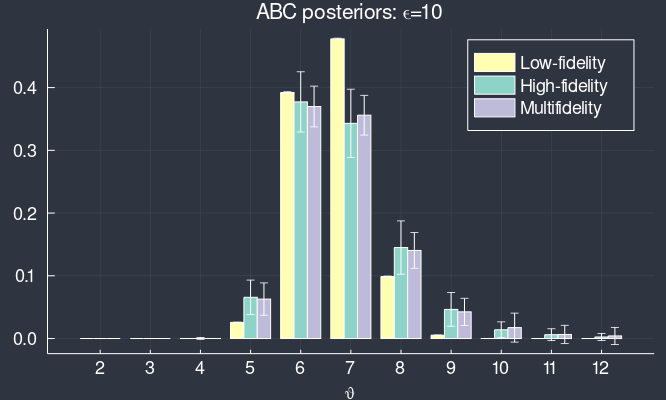 ABC posteriors: ϵ=10
Low-fidelity
High-fidelity
Multifidelity
0.4
0.3
0.2
0.1
0.0
2 3 4 5 6 7 8 9 10 11 12
ϑ